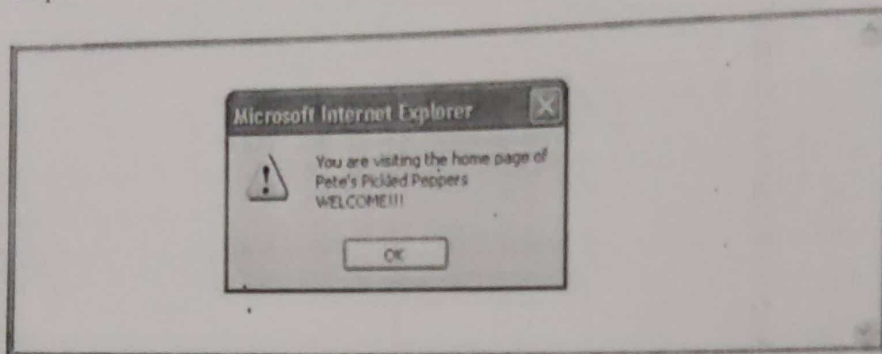 Microsoft Internet Explorer
You are visiting the home page of
Pete's Pickled Peppers
WELCOME!!!
OK